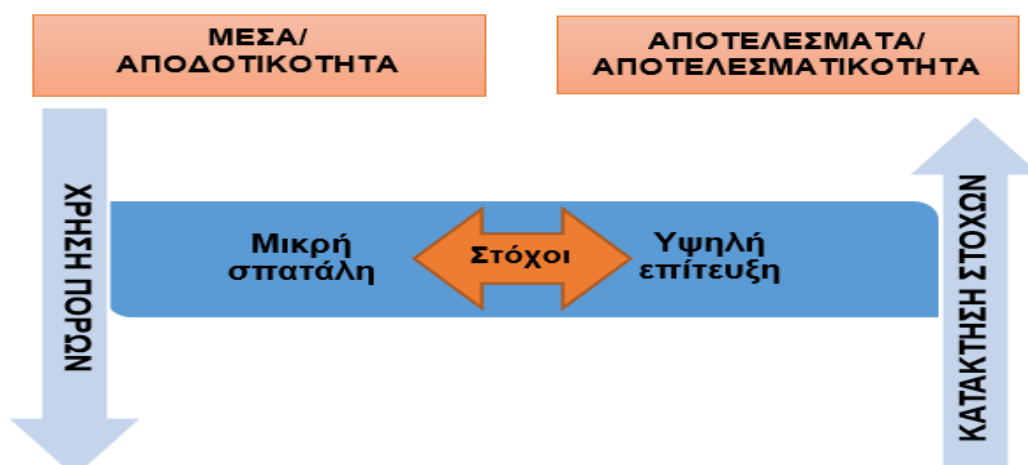 ΜΕΣΑ/
ΑΠΟΔΟΤΙΚΟΤΗΤΑ
ΑΠΟΤΕΛΕΣΜΑΤΑ/
ΑΠΟΤΕΛΕΣΜΑΤΙΚΟΤΗΤΑ
ΧΡΗΣΗ ΠΟΡΩΝ
Μικρή
σπατάλη
Στόχοι
Υψηλή
επίτευξη
ΚΑΤΑΚΤΗΣΗ ΣΤΟΧΩΝ